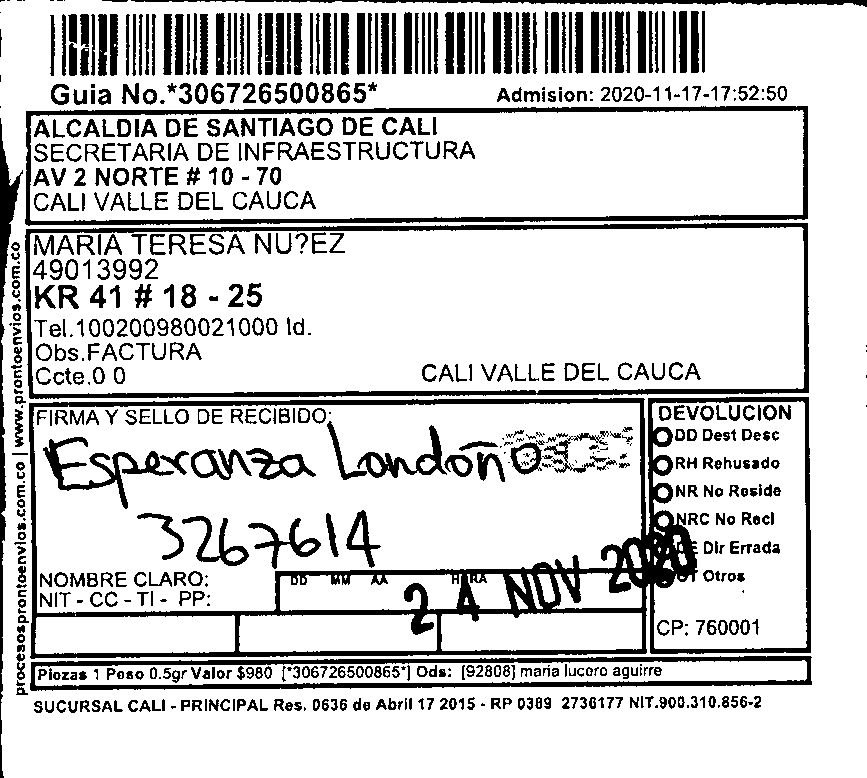 Guia No.*306726500865*
Admision: 2020-11-17-17:52:50
ALCALDIA DE SANTIAGO DE CALI
SECRETARIA DE INFRAESTRUCTURA
AV 2 NORTE # 10 - 70
CALI VALLE DEL CAUCA
MARIA TERESA NU?EZ
49013992
KR 41 # 18 - 25
Tel.100200980021000 Id.
Obs.FACTURA
Ccte.0 0
CALI VALLE DEL CAUCA
procesosprontoenvios.com.co | www.prontoenvios.com.co
FIRMA Y SELLO DE RECIBIDO:
Esperanza Londoño
3267614
NOMBRE CLARO:
NIT - CC - TI - PP:
DD MM AA HORA
24 NOV 2020
DEVOLUCION
DD Dest Desc
RH Rehusado
NR No Reside
NRC No Recl
DE Dir Errada
OT Otros
CP: 760001
Piezas 1 Peso 0.5gr Valor $980 [*306726500865*] Ods: [92808] maria lucero aguirre
SUCURSAL CALI - PRINCIPAL Res. 0636 de Abril 17 2015 - RP 0389 2736177 NIT.900.310.856-2